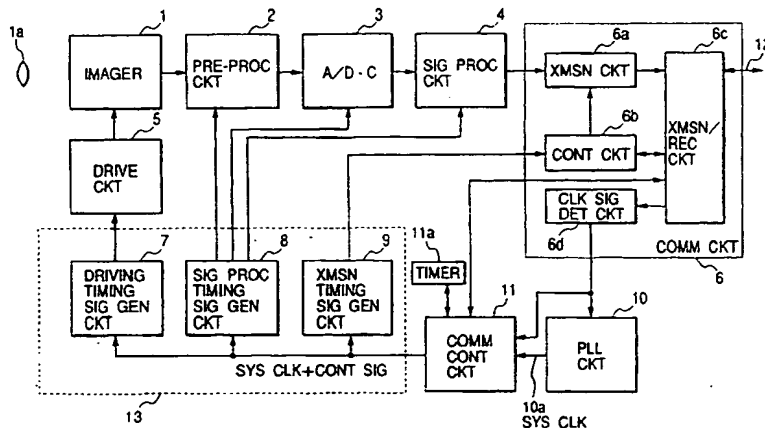 1a
1
IMAGER
2
PRE-PROC
CKT
3
A/D-C
4
SIG PROC
CKT
6a
XMSN CKT
6c
XMSN/
REC
CKT
12
6b
CONT CKT
CLK SIG
DET CKT
6d
COMM CKT
6
5
DRIVE
CKT
7
DRIVING
TIMING
SIG GEN
CKT
8
SIG PROC
TIMING
SIG GEN
CKT
9
XMSN
TIMING
SIG GEN
CKT
11a
TIMER
11
COMM
CONT
CKT
10
PLL
CKT
SYS CLK+CONT SIG
10a
SYS CLK
13